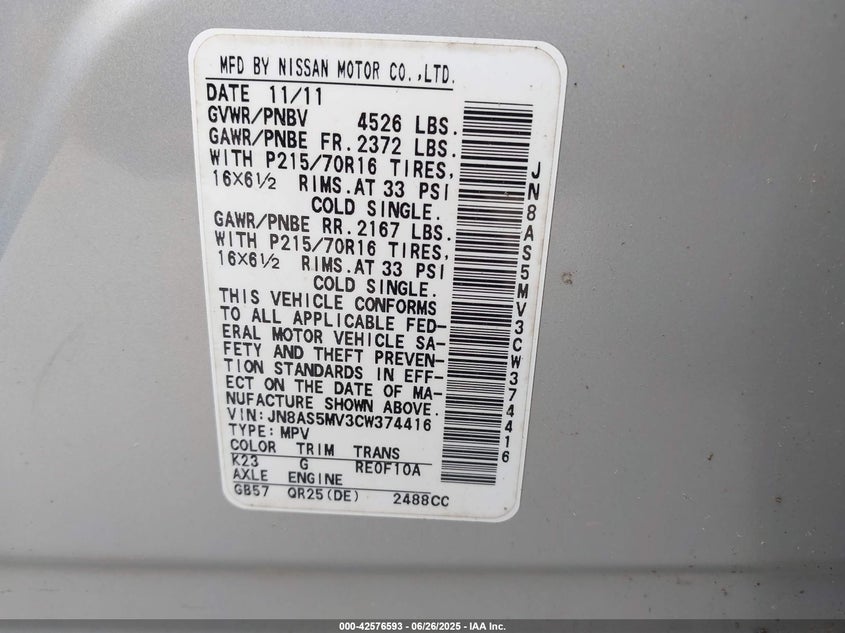 MFD BY NISSAN MOTOR CO.,LTD.
DATE 11/11
GVWR/PNBV 4526 LBS.
GAWR/PNBE FR. 2372 LBS.
WITH P215/70R16 TIRES,
16X6½ RIMS. AT 33 PSI
COLD SINGLE.
GAWR/PNBE RR. 2167 LBS.
WITH P215/70R16 TIRES,
16X6½ RIMS. AT 33 PSI
COLD SINGLE.
THIS VEHICLE CONFORMS
TO ALL APPLICABLE FED-
ERAL MOTOR VEHICLE SA-
FETY AND THEFT PREVEN-
TION STANDARDS IN EFF-
ECT ON THE DATE OF MA-
NUFACTURE SHOWN ABOVE.
VIN:JN8AS5MV3CW374416
TYPE:MPV
COLOR TRIM TRANS
K23 G RE0F10A
AXLE ENGINE
GB57 QR25(DE) 2488CC
JN8AS5MV3CW374416
000-42576593 / 06/26/2025 - IAA Inc.